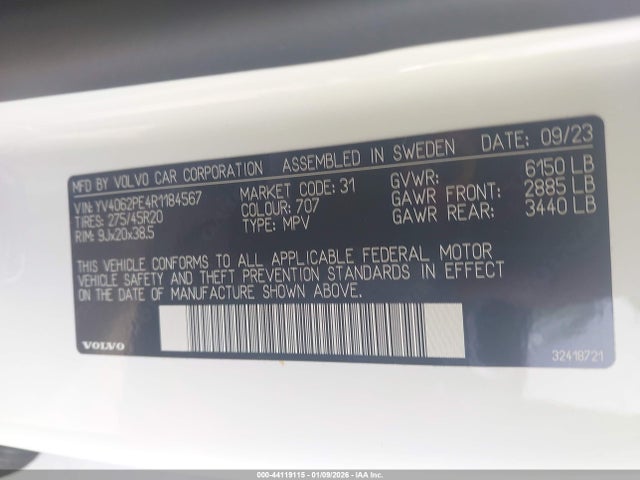 MFD BY VOLVO CAR CORPORATION ASSEMBLED IN SWEDEN DATE: 09/23
VIN: YV4062PE4R1184567 MARKET CODE: 31 GVWR: 6150 LB
TIRES: 275/45R20 COLOUR: 707 GAWR FRONT: 2885 LB
RIM: 9Jx20x38.5 TYPE: MPV GAWR REAR: 3440 LB
THIS VEHICLE CONFORMS TO ALL APPLICABLE FEDERAL MOTOR
VEHICLE SAFETY AND THEFT PREVENTION STANDARDS IN EFFECT
ON THE DATE OF MANUFACTURE SHOWN ABOVE.
VOLVO 32418721
000-44119115 - 01/09/2026 - IAAI.com